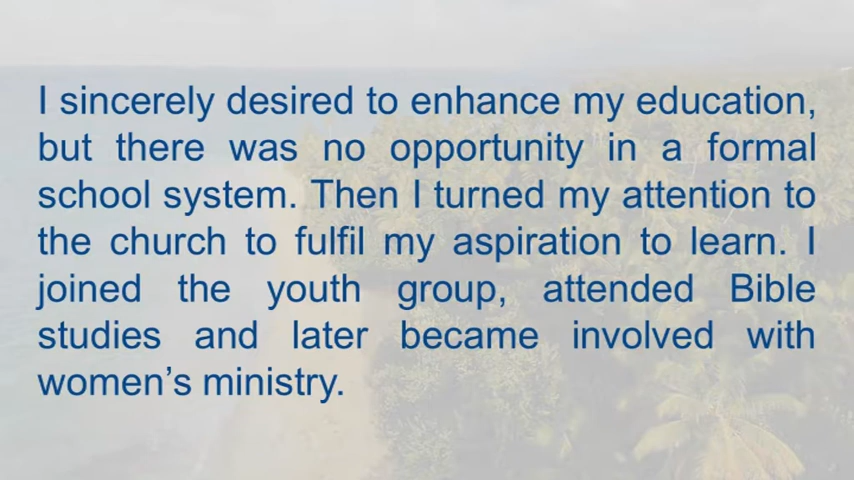 I sincerely desired to enhance my education,
but there was no opportunity in a formal
school system. Then I turned my attention to
the church to fulfil my aspiration to learn. I
joined the youth group, attended Bible
studies and later became involved with
women’s ministry.